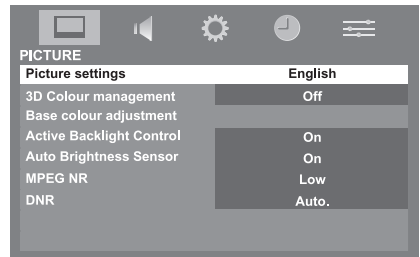 PICTURE
Picture settings English
3D Colour management Off
Base colour adjustment
Active Backlight Control On
Auto Brightness Sensor On
MPEG NR Low
DNR Auto.